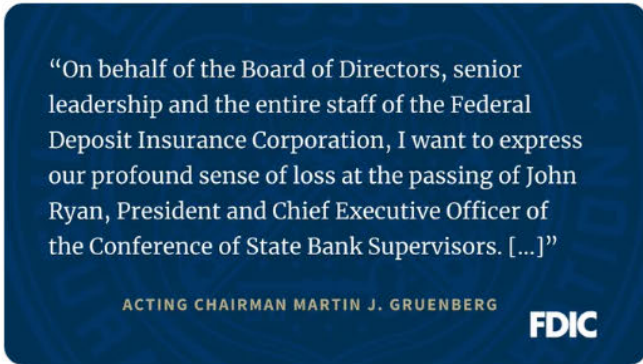 “On behalf of the Board of Directors, senior
leadership and the entire staff of the Federal
Deposit Insurance Corporation, I want to express
our profound sense of loss at the passing of John
Ryan, President and Chief Executive Officer of
the Conference of State Bank Supervisors. [...]”
ACTING CHAIRMAN MARTIN J. GRUENBERG
FDIC